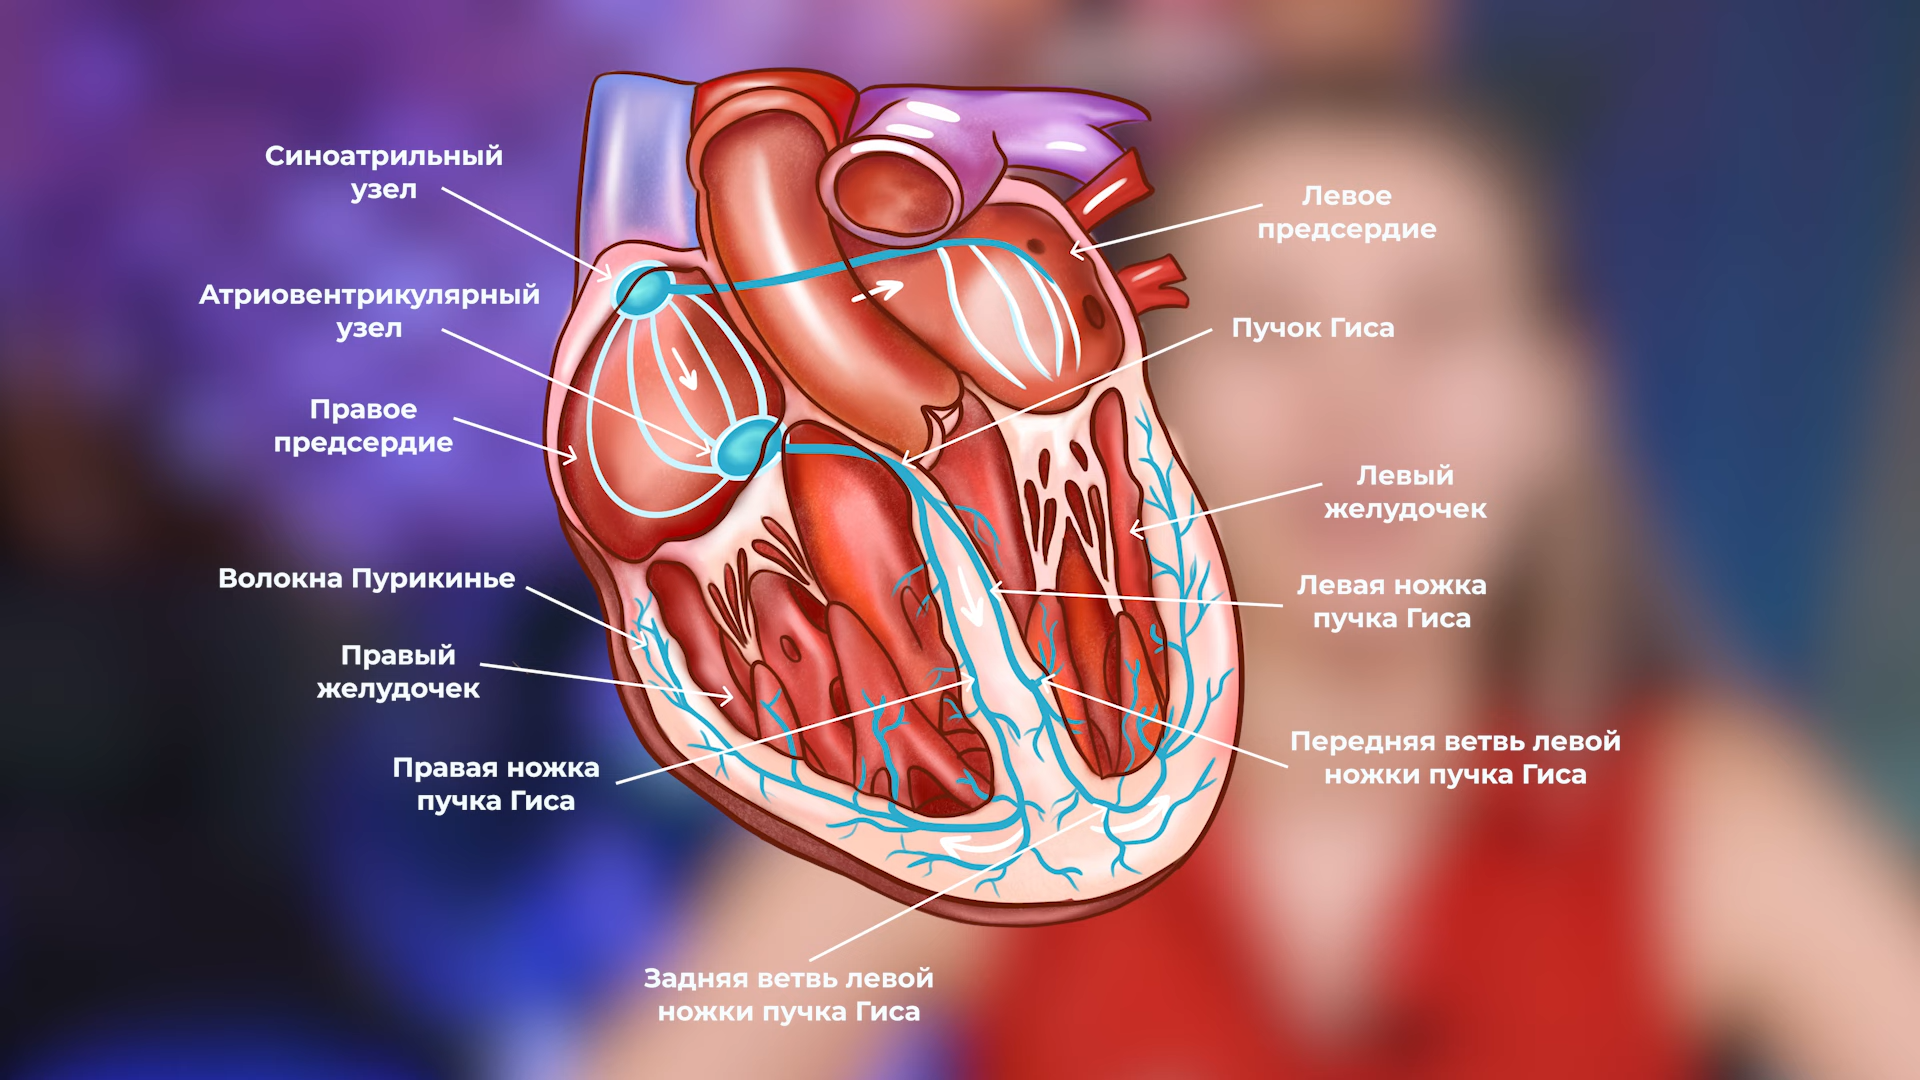 Синоатрильный
узел
Атриовентрикулярный
узел
Правое
предсердие
Волокна Пурикинье
Правый
желудочек
Правая ножка
пучка Гиса
Задняя ветвь левой
ножки пучка Гиса
Левое
предсердие
Пучок Гиса
Левый
желудочек
Левая ножка
пучка Гиса
Передняя ветвь левой
ножки пучка Гиса